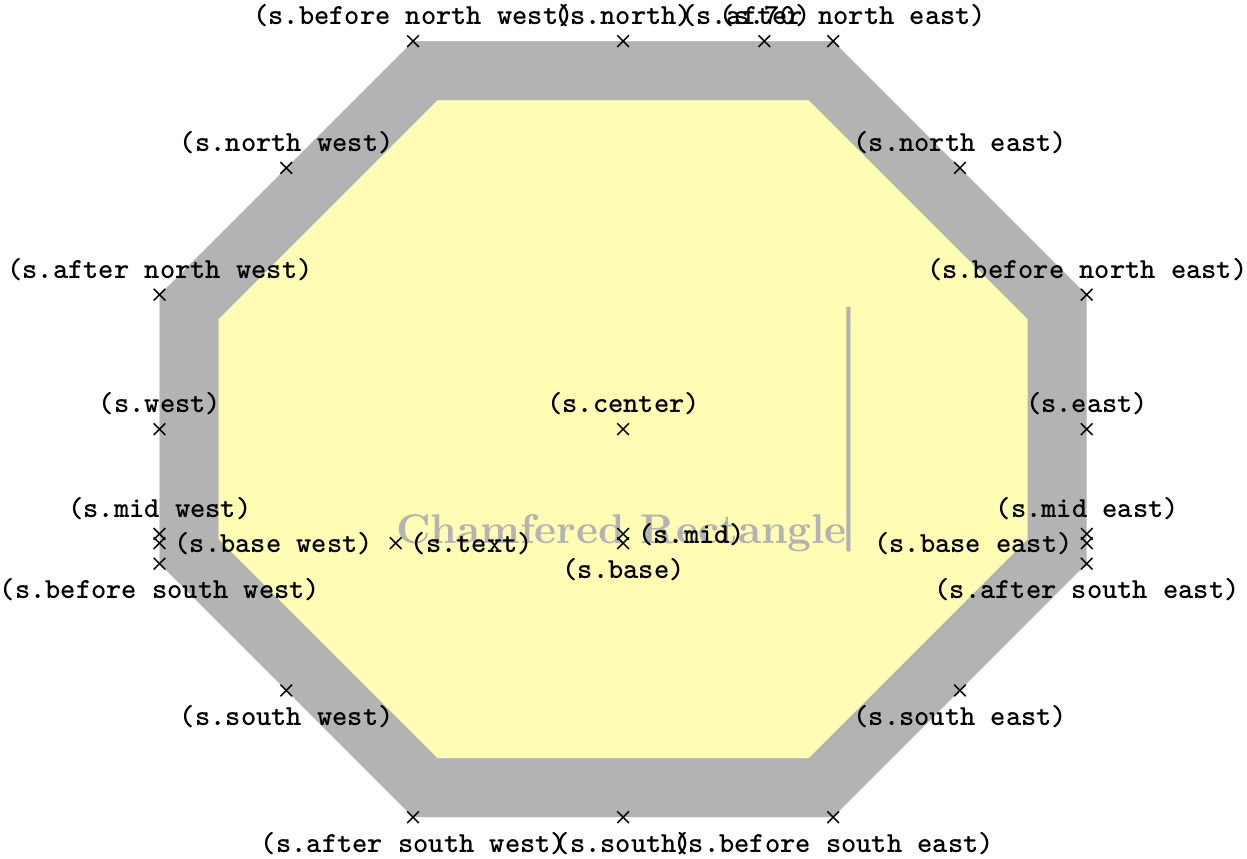 (s.before north west) (s.north) (s.70) (s.after north east)
(s.north west) (s.north east)
(s.after north west) (s.before north east)
(s.west) (s.center) (s.east)
(s.mid west) (s.mid east)
Chamfered Rectangle
(s.mid)
(s.base west) (s.text) (s.base east)
(s.base)
(s.before south west) (s.after south east)
(s.south west) (s.south east)
(s.after south west) (s.south) (s.before south east)